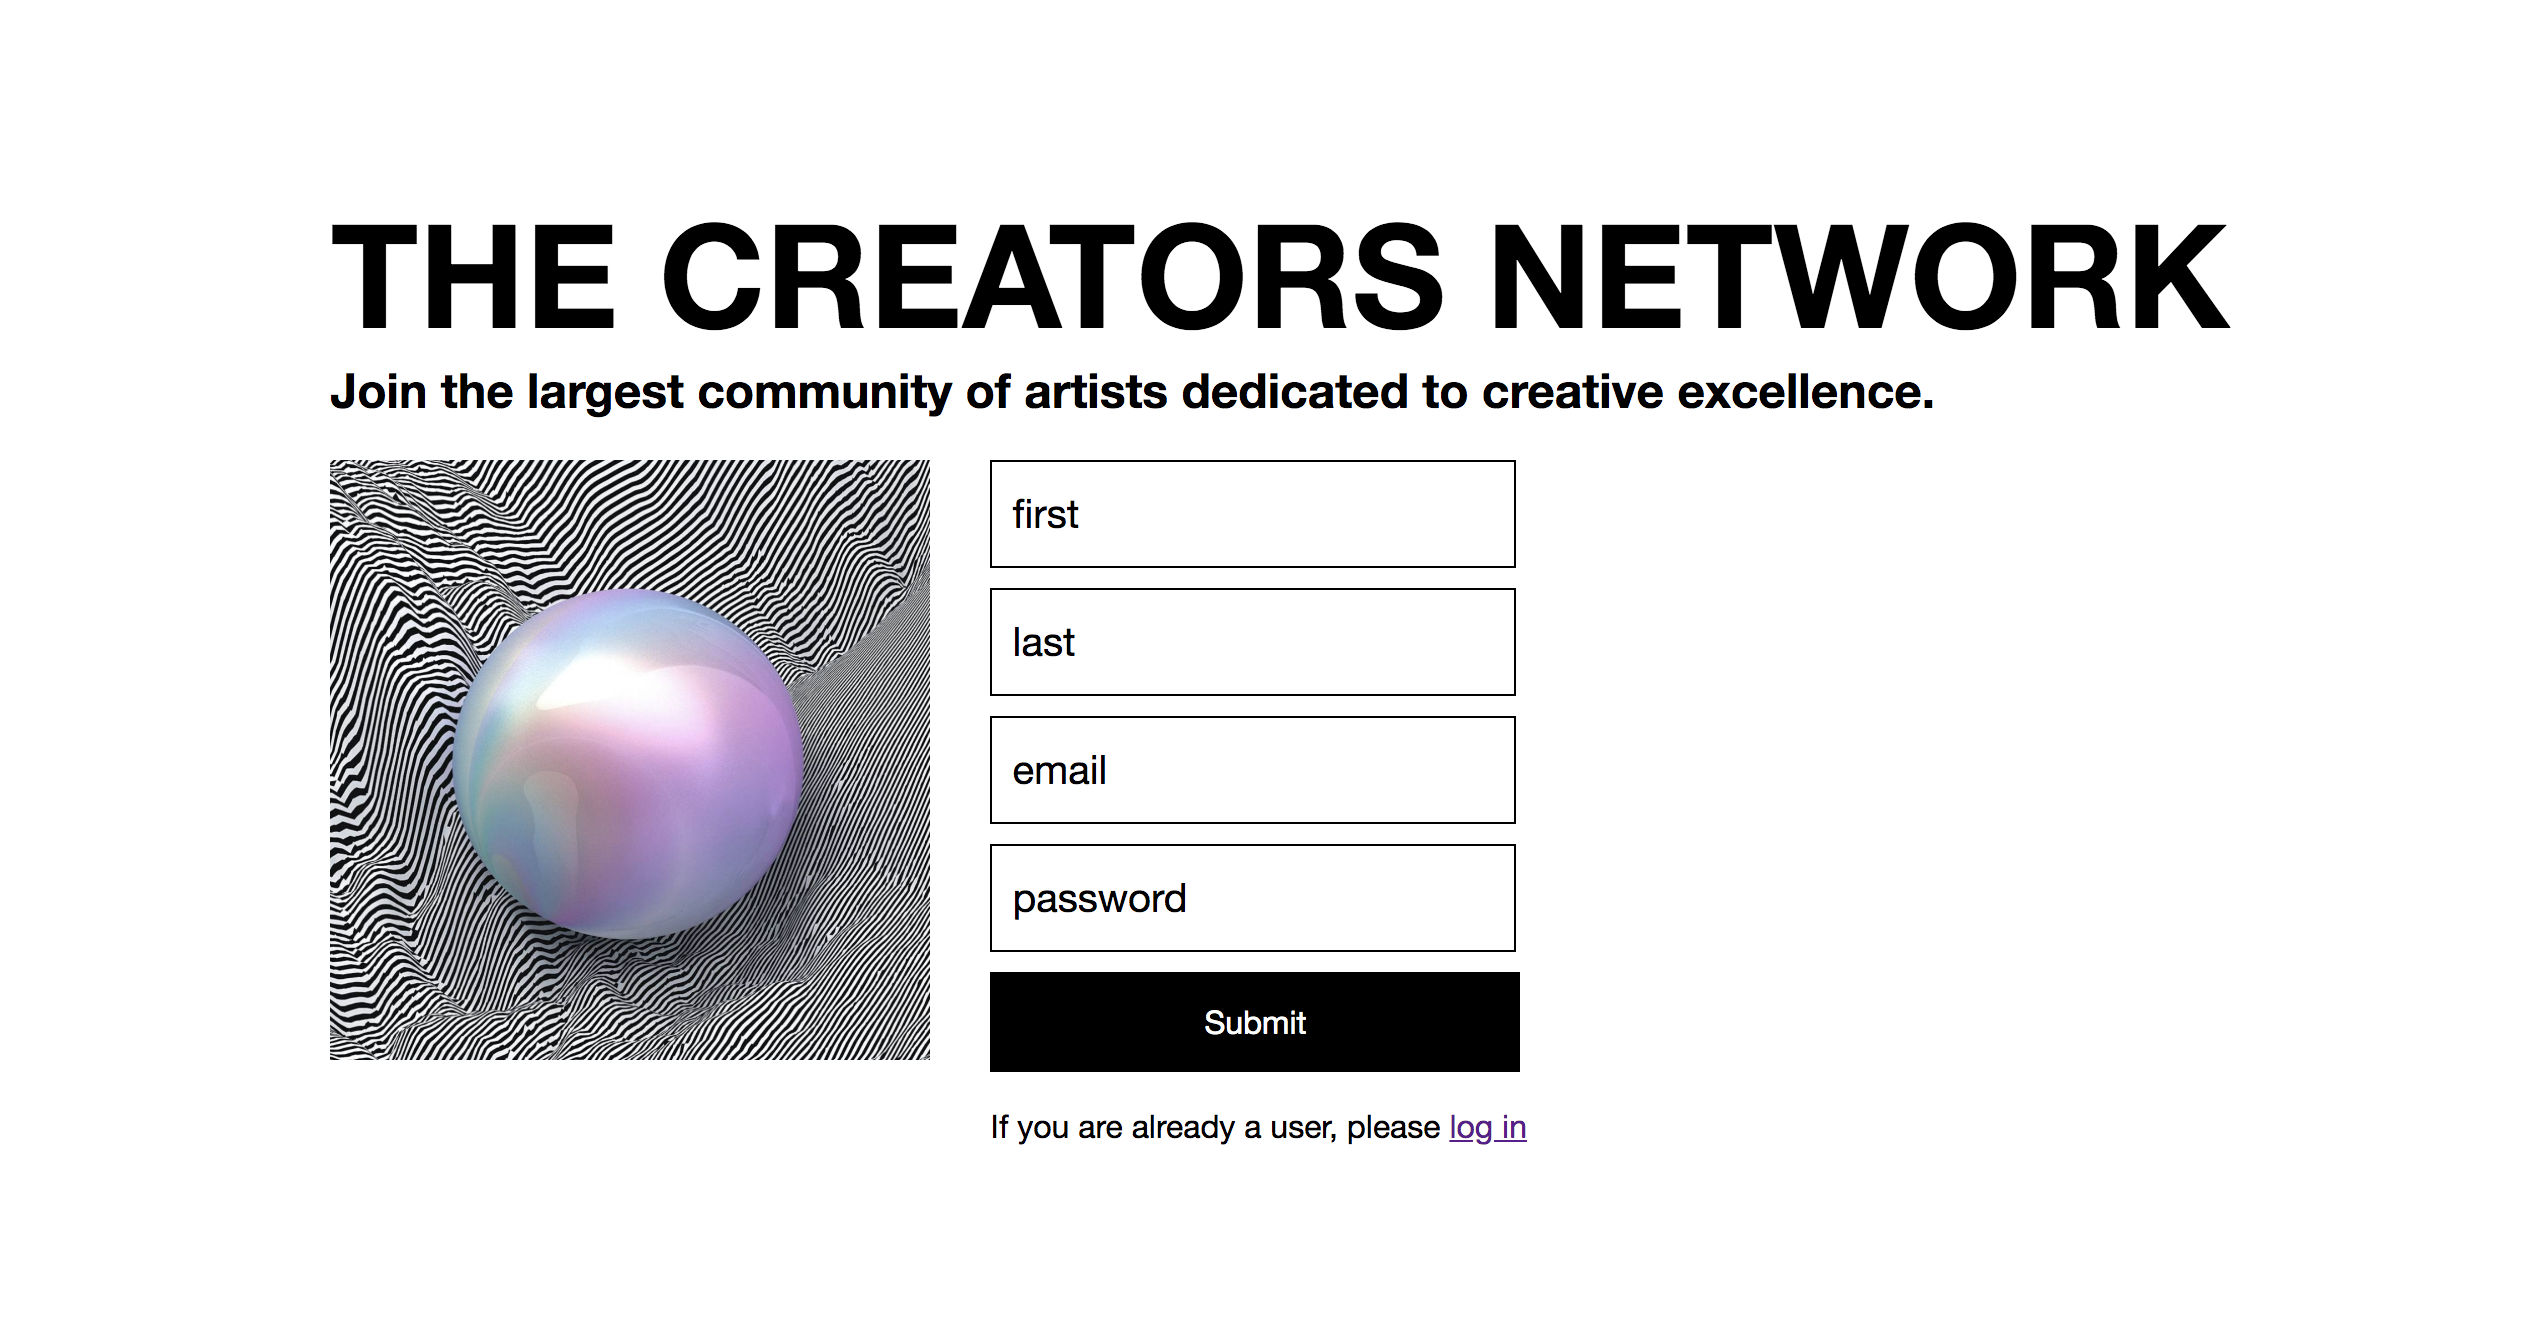 THE CREATORS NETWORK
Join the largest community of artists dedicated to creative excellence.
first
last
email
password
Submit
If you are already a user, please log in